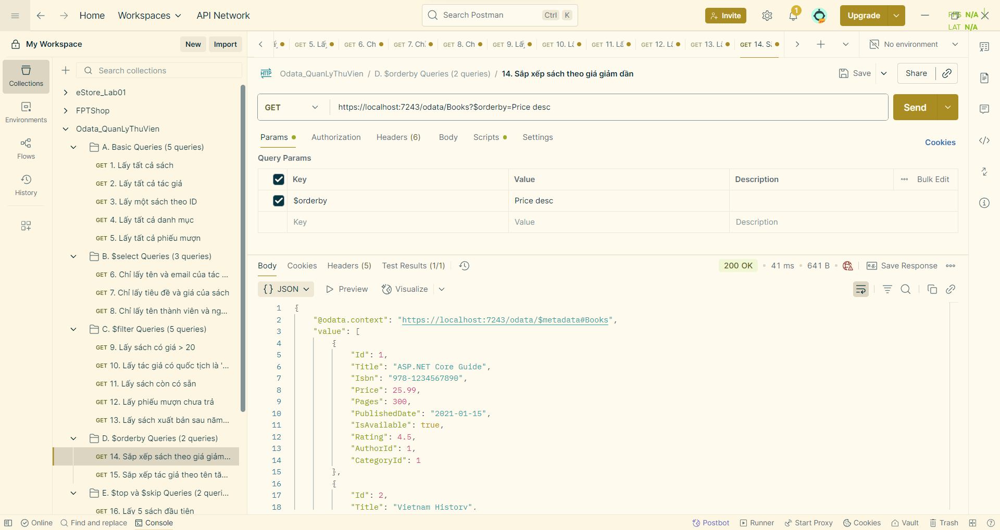 Home
Workspaces
API Network
Search Postman
Ctrl
K
Invite
1
Upgrade
N/A
LAT N/A
My Workspace
New
Import
GET 5. Lấy
GET 6. Ch
GET 7. Ch
GET 8. Ch
GET 9. Lấy
GET 10. Lấ
GET 11. Lấ
GET 12. Lấ
GET 13. Lấ
GET 14. Sắ
No environment
Collections
Environments
Flows
History
Search collections
eStore_Lab01
FPTShop
Odata_QuanLyThuVien
A. Basic Queries (5 queries)
GET 1. Lấy tất cả sách
GET 2. Lấy tất cả tác giả
GET 3. Lấy một sách theo ID
GET 4. Lấy tất cả danh mục
GET 5. Lấy tất cả phiếu mượn
B. $select Queries (3 queries)
GET 6. Chỉ lấy tên và email của tác ...
GET 7. Chỉ lấy tiêu đề và giá của sách
GET 8. Chỉ lấy tên thành viên và ng...
C. $filter Queries (5 queries)
GET 9. Lấy sách có giá > 20
GET 10. Lấy tác giả có quốc tịch là '...
GET 11. Lấy sách còn có sẵn
GET 12. Lấy phiếu mượn chưa trả
GET 13. Lấy sách xuất bản sau năm...
D. $orderby Queries (2 queries)
GET 14. Sắp xếp sách theo giá giảm...
GET 15. Sắp xếp tác giả theo tên tă...
E. $top và $skip Queries (2 queri...
GET 16. Lấy 5 sách đầu tiên
HTTP
Odata_QuanLyThuVien / D. $orderby Queries (2 queries) / 14. Sắp xếp sách theo giá giảm dần
Save
Share
GET
https://localhost:7243/odata/Books?$orderby=Price desc
Send
Params
Authorization
Headers (6)
Body
Scripts
Settings
Cookies
Query Params
Key
Value
Description
Bulk Edit
$orderby
Price desc
Key
Value
Description
Body
Cookies
Headers (5)
Test Results (1/1)
200 OK
41 ms
641 B
e.g.
Save Response
{} JSON
Preview
Visualize
1 {
2 "@odata.context": "https://localhost:7243/odata/$metadata#Books",
3 "value": [
4 {
5 "Id": 1,
6 "Title": "ASP.NET Core Guide",
7 "Isbn": "978-1234567890",
8 "Price": 25.99,
9 "Pages": 300,
10 "PublishedDate": "2021-01-15",
11 "IsAvailable": true,
12 "Rating": 4.5,
13 "AuthorId": 1,
14 "CategoryId": 1
15 },
16 {
17 "Id": 2,
18 "Title": "Vietnam History",
Online
Find and replace
Console
Postbot
Runner
Start Proxy
Cookies
Vault
Trash